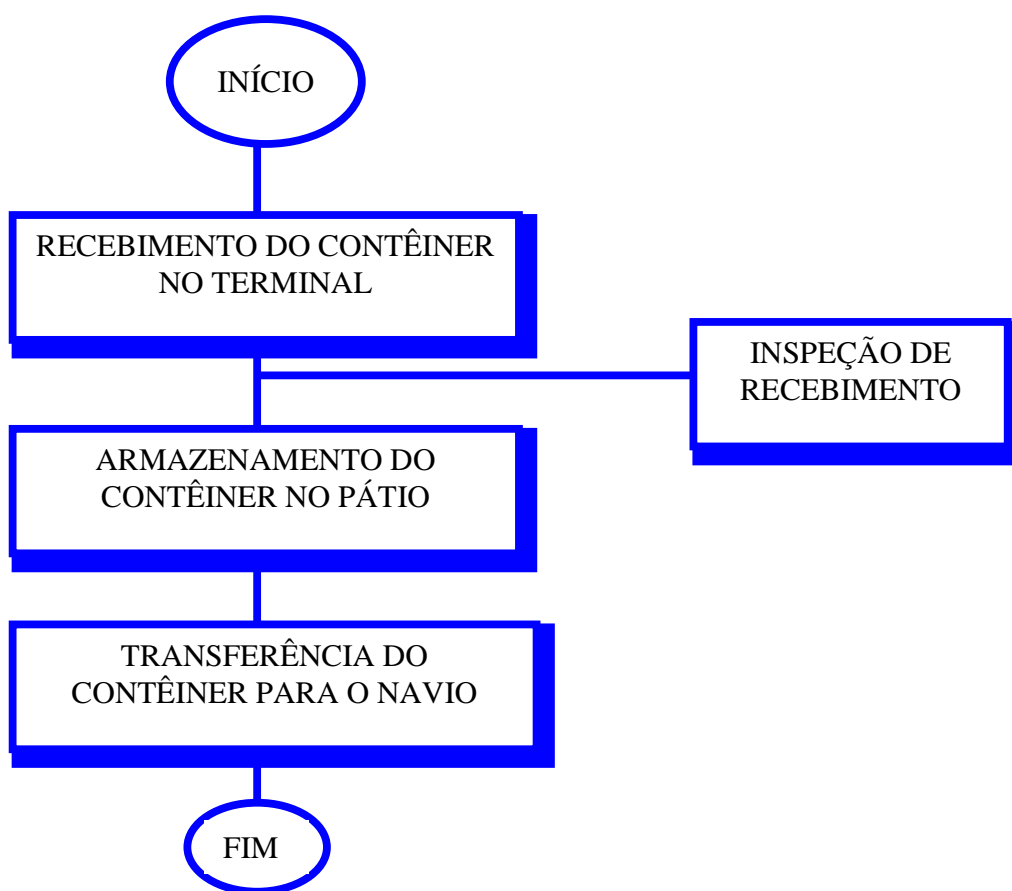 INÍCIO
RECEBIMENTO DO CONTÊINER
NO TERMINAL
INSPEÇÃO DE
RECEBIMENTO
ARMAZENAMENTO DO
CONTÊINER NO PÁTIO
TRANSFERÊNCIA DO
CONTÊINER PARA O NAVIO
FIM